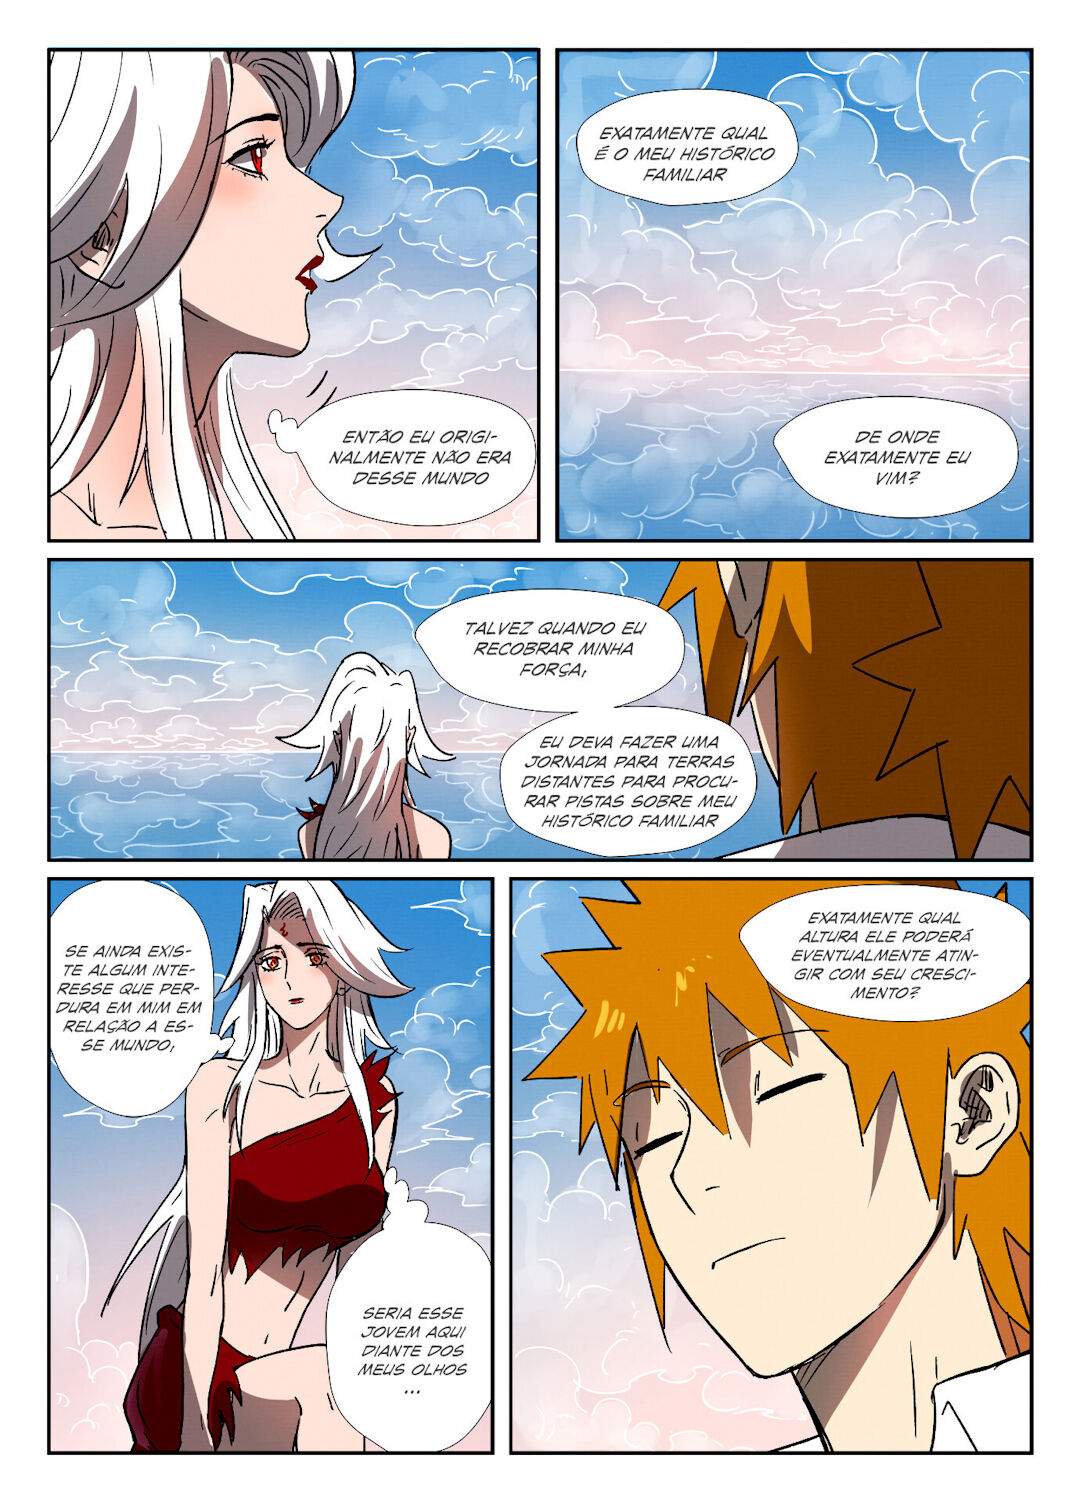 ENTÃO EU ORIGI-
NALMENTE NÃO ERA
DESSE MUNDO
EXATAMENTE QUAL
É O MEU HISTÓRICO
FAMILIAR
DE ONDE
EXATAMENTE EU
VIM?
TALVEZ QUANDO EU
RECOBRAR MINHA
FORÇA;
EU DEVA FAZER UMA
JORNADA PARA TERRAS
DISTANTES PARA PROCU-
RAR PISTAS SOBRE MEU
HISTÓRICO FAMILIAR
SE AINDA EXIS-
TE ALGUM INTE-
RESSE QUE PER-
DURA EM MIM EM
RELAÇÃO A ES-
SE MUNDO;
SERIA ESSE
JOVEM AQUI
DIANTE DOS
MEUS OLHOS
...
EXATAMENTE QUAL
ALTURA ELE PODERÁ
EVENTUALMENTE ATIN-
GIR COM SEU CRESCI-
MENTO?